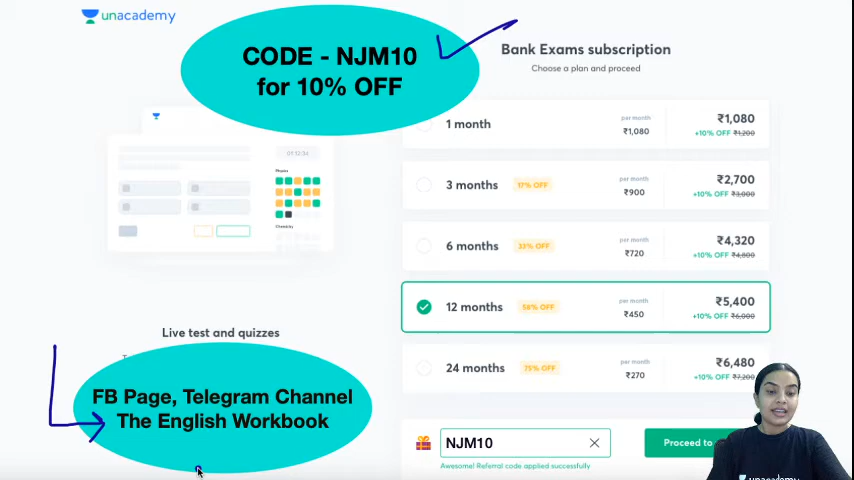 unacademy
CODE - NJM10
for 10% OFF
Bank Exams subscription
Choose a plan and proceed
1 month
per month
₹1,080
₹1,080
+10% OFF ₹1,200
01:12:34
Physics
3 months
17% OFF
per month
₹900
₹2,700
+10% OFF ₹3,000
Chemistry
6 months
33% OFF
per month
₹720
₹4,320
+10% OFF ₹4,800
12 months
58% OFF
per month
₹450
₹5,400
+10% OFF ₹6,000
Live test and quizzes
24 months
75% OFF
per month
₹270
₹6,480
+10% OFF ₹7,200
FB Page, Telegram Channel
The English Workbook
NJM10
Proceed to
Awesome! Referral code applied successfully
unacademy